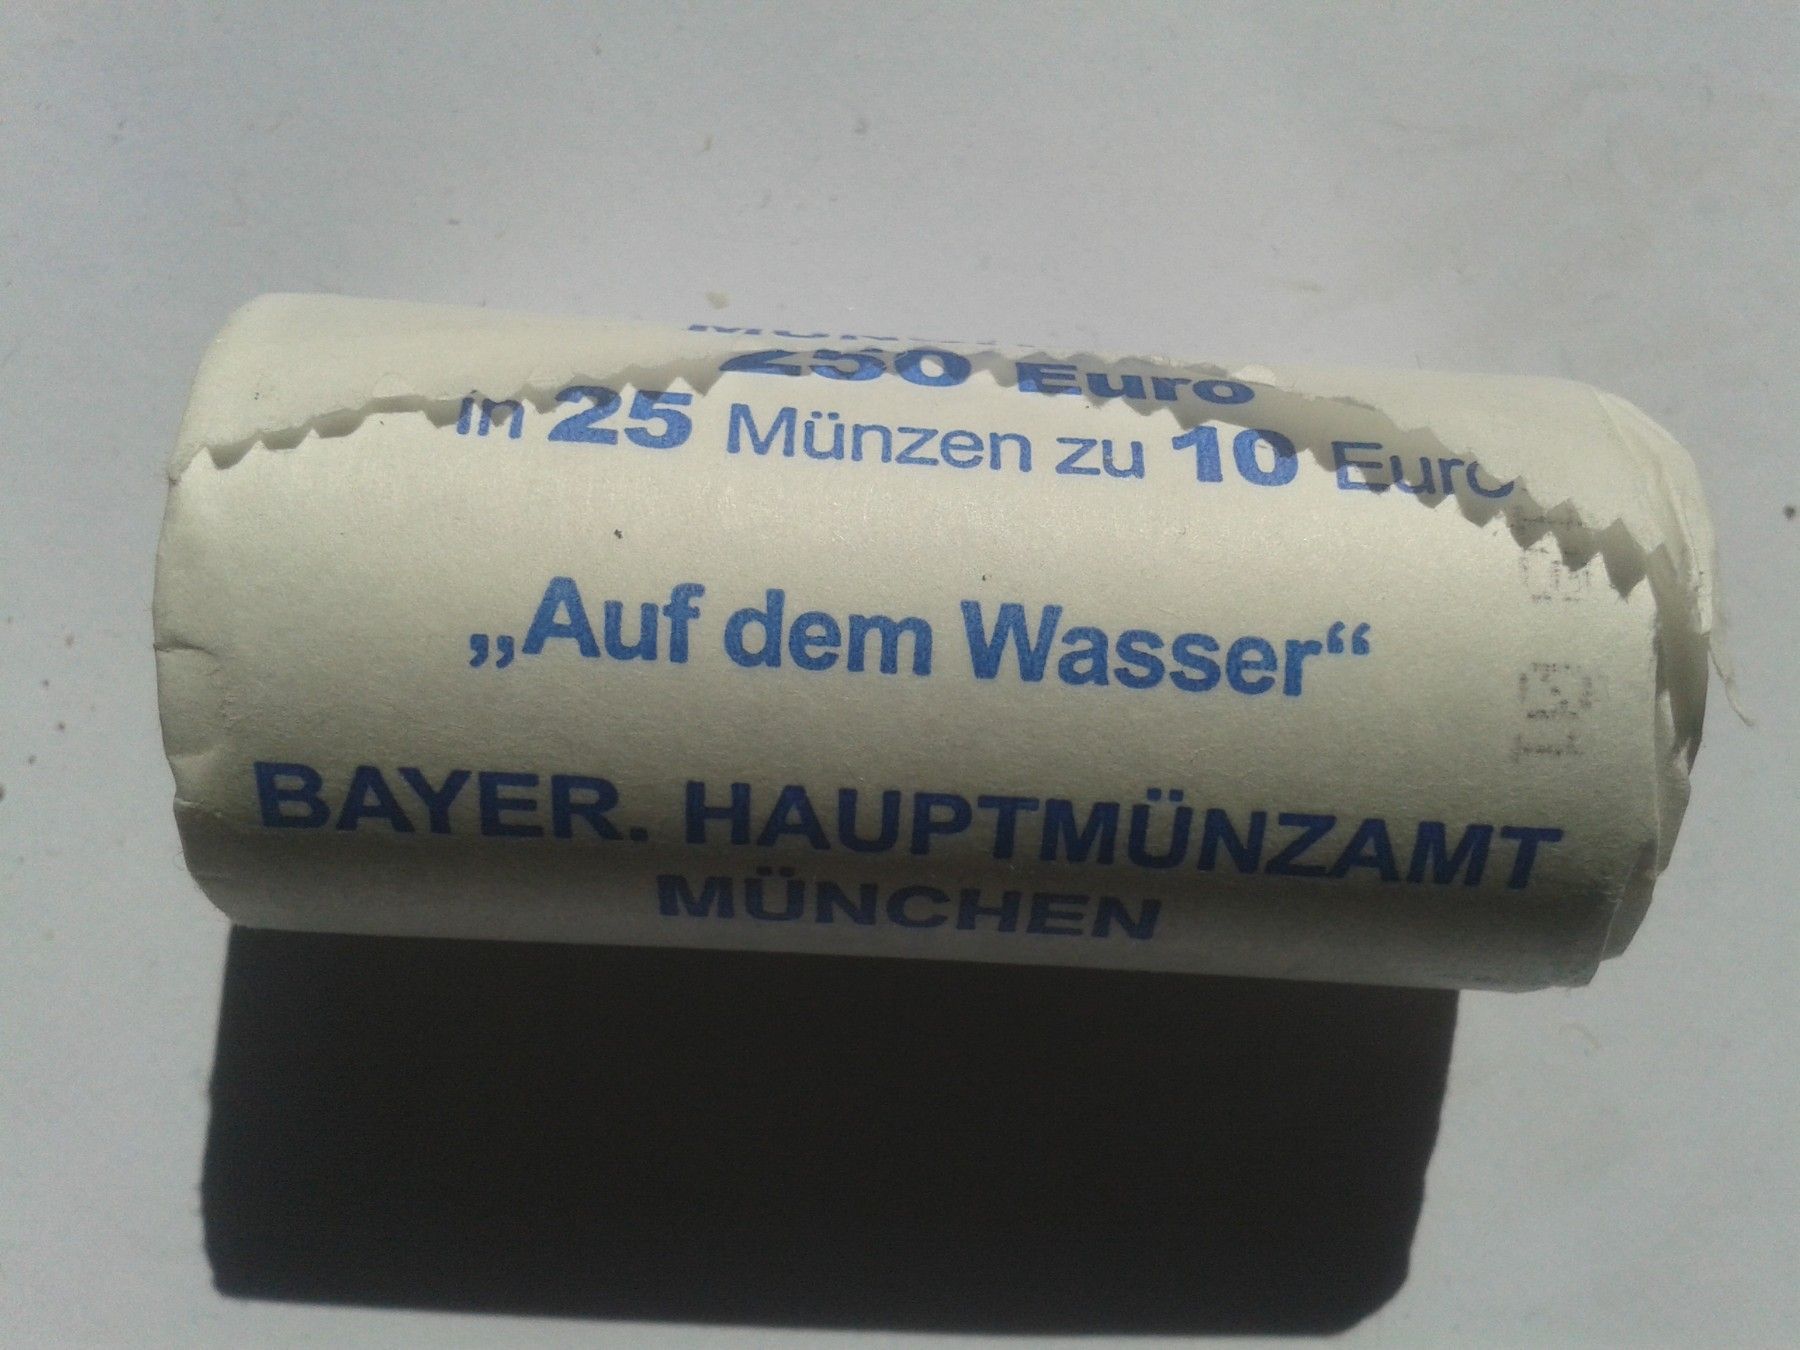 250 Euro
in 25 Münzen zu 10 Euro
„Auf dem Wasser“
BAYER. HAUPTMÜNZAMT
MÜNCHEN